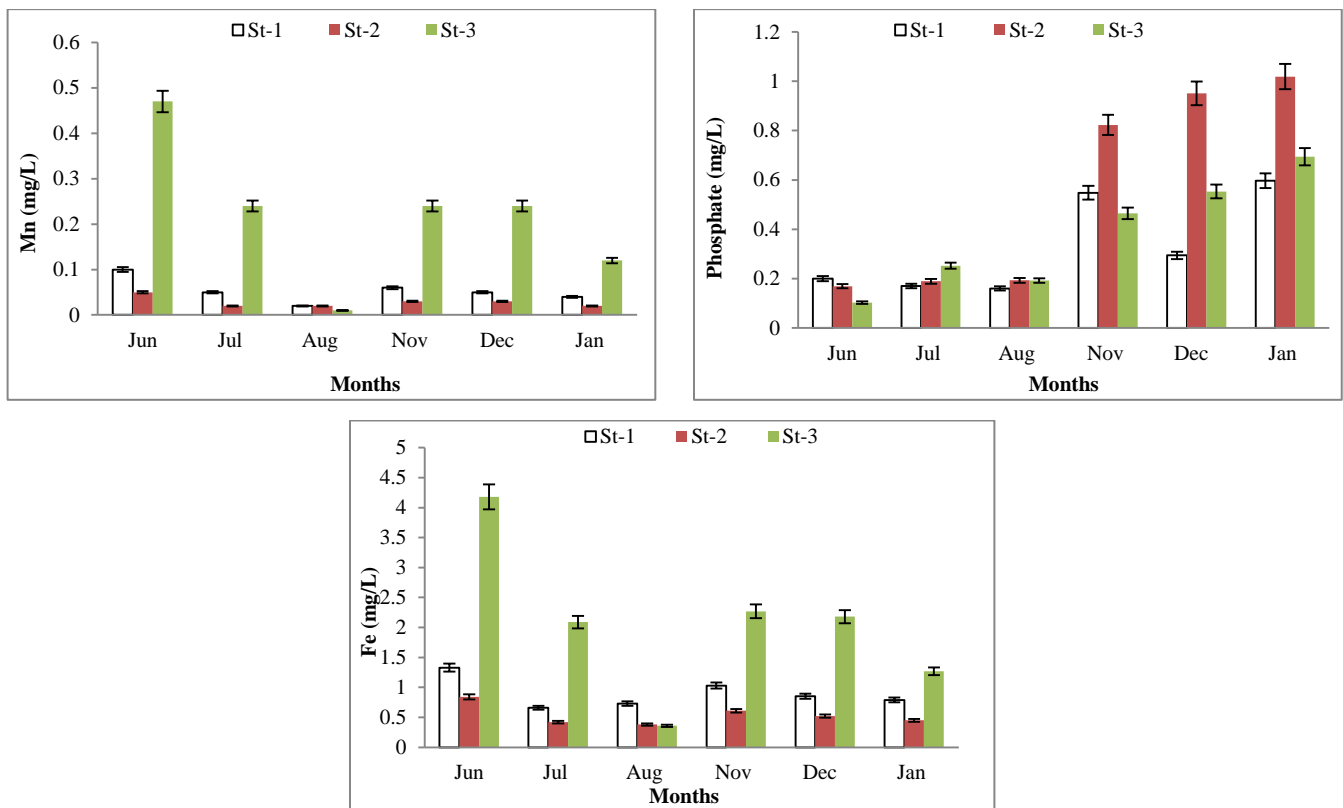 St-1 St-2 St-3
0.6
0.5
0.4
0.3
0.2
0.1
0
Mn (mg/L)
Jun Jul Aug Nov Dec Jan
Months
St-1 St-2 St-3
1.2
1
0.8
0.6
0.4
0.2
0
Phosphate (mg/L)
Jun Jul Aug Nov Dec Jan
Months
St-1 St-2 St-3
5
4.5
4
3.5
3
2.5
2
1.5
1
0.5
0
Fe (mg/L)
Jun Jul Aug Nov Dec Jan
Months